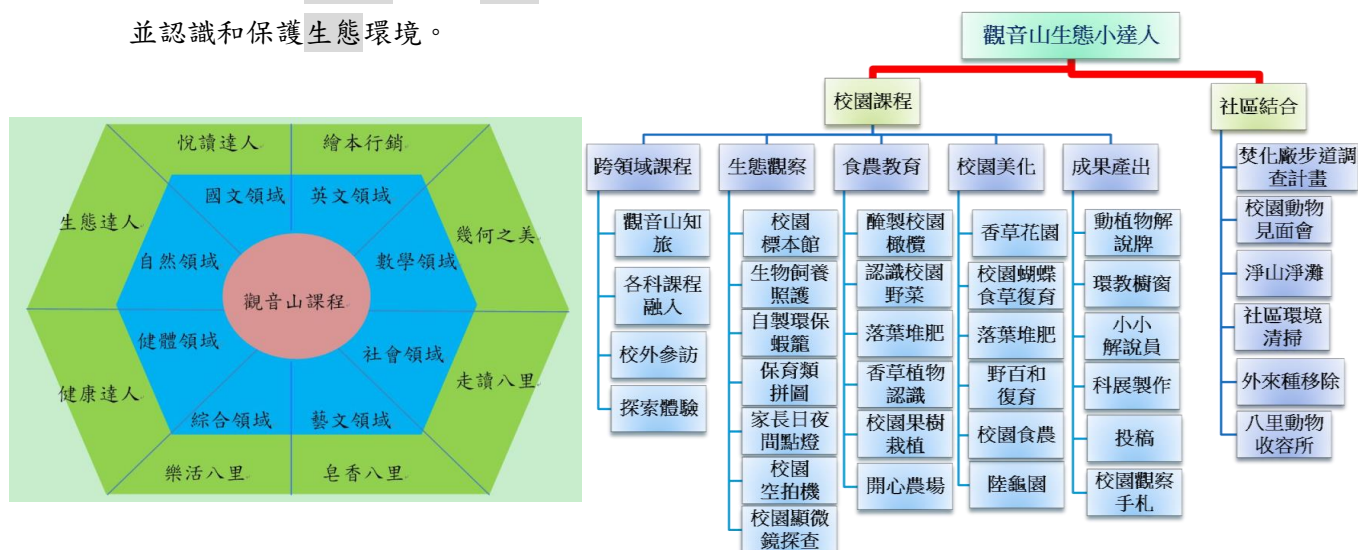 並認識和保護生態環境。
悅讀達人
繪本行銷
國文領域
英文領域
生態達人
幾何之美
自然領域
數學領域
觀音山課程
健體領域
社會領域
健康達人
走讀八里
綜合領域
藝文領域
樂活八里
皂香八里
觀音山生態小達人
校園課程
跨領域課程
觀音山知
旅
各科課程
融入
校外參訪
探索體驗
生態觀察
校園
標本館
生物飼養
照護
自製環保
蝦籠
保育類
拼圖
家長日夜
間點燈
校園
空拍機
校園顯微
鏡探查
食農教育
醃製校園
橄欖
認識校園
野菜
落葉堆肥
香草植物
認識
校園果樹
栽植
開心農場
校園美化
香草花園
校園蝴蝶
食草復育
落葉堆肥
野百和
復育
校園食農
陸龜園
成果產出
動植物解
說牌
環教櫥窗
小小
解說員
科展製作
投稿
校園觀察
手札
社區結合
焚化廠步道調
查計畫
校園動物
見面會
淨山淨灘
社區環境
清掃
外來種移除
八里動物
收容所